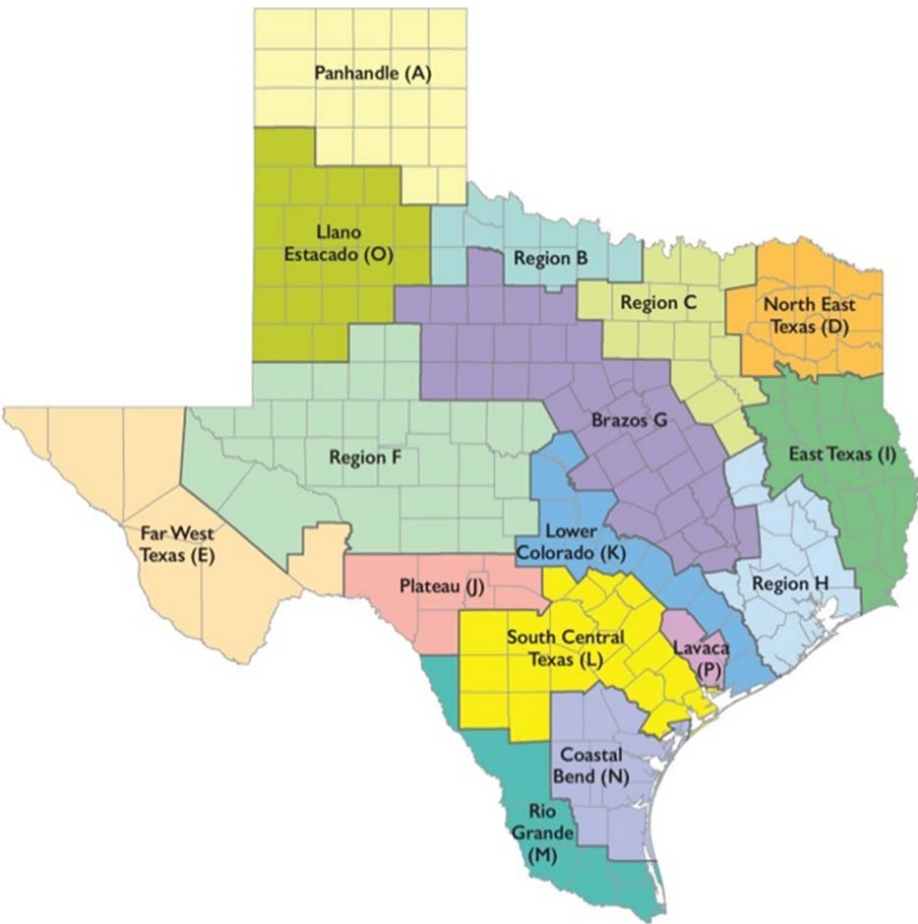 Panhandle (A)
Llano
Estacado (O)
Region B
Region C
North East
Texas (D)
Brazos G
Region F
East Texas (I)
Far West
Texas (E)
Lower
Colorado (K)
Plateau (J)
Region H
South Central
Texas (L)
Lavaca
(P)
Coastal
Bend (N)
Rio
Grande
(M)